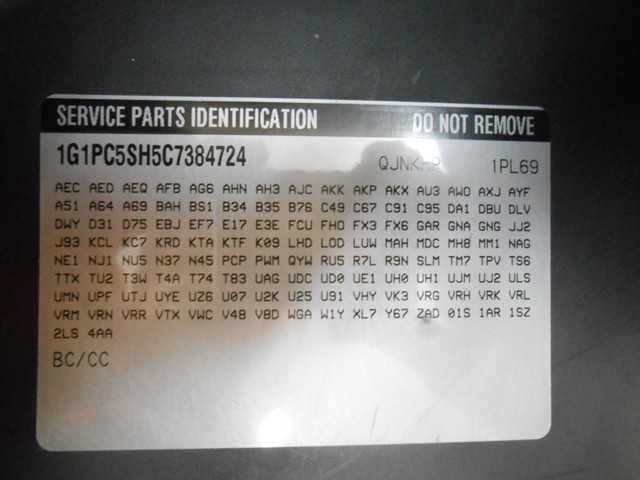 SERVICE PARTS IDENTIFICATION DO NOT REMOVE
1G1PC5SH5C7384724 1PL69
AEC AED AEQ AFB AG6 AHN AH3 AJC AKK AKP AKX AU3 AWO AXJ AYF
A51 A64 A69 BAH BS1 B34 B35 B76 C49 C67 C91 C95 DA1 DBU DLV
DWY D31 D75 EBJ EF7 E17 E3E FCU FHO FX3 FX6 GAR GNA GNG JJ2
J93 KCL KC7 KRD KTA KTF K09 LHD LOD LUW MAH MDC MH8 MM1 NAG
NE1 NJ1 NU5 N37 N45 PCP PWM QYW RU5 R7L R9N SLM TM7 TPV TS6
TTX TU2 T3W T4A T74 T83 UAG UDC UD0 UE1 UH0 UH1 UJM UJ2 ULS
UMN UPF UTJ UYE UZ6 U07 U2K U25 U91 VHY VK3 VRG VRH VRK VRL
VRM VRN VRR VTX VWC V48 V8D WGA W1Y XL7 Y67 ZAD 01S 1AR 1SZ
2LS 4AA
BC/CC